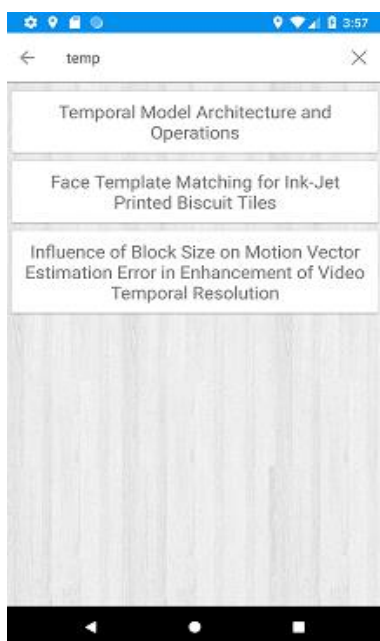 3:57
temp
Temporal Model Architecture and
Operations
Face Template Matching for Ink-Jet
Printed Biscuit Tiles
Influence of Block Size on Motion Vector
Estimation Error in Enhancement of Video
Temporal Resolution